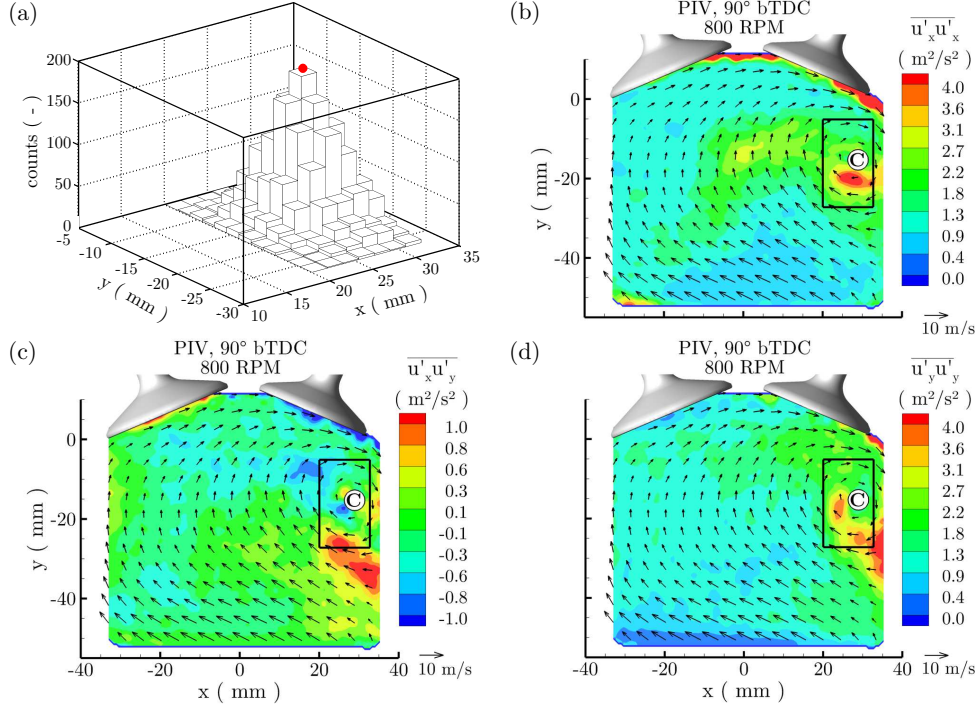 (a)
200
150
100
50
0
counts ( - )
-5
-10
-15
-20
-25
-30
y ( mm )
10
15
20
25
30
35
x ( mm )
(b)
PIV, 90° bTDC
800 RPM
u'ₓu'ₓ
( m²/s² )
4.0
3.6
3.1
2.7
2.2
1.8
1.3
0.9
0.4
0.0
0
-20
-40
y ( mm )
C
10 m/s
(c)
PIV, 90° bTDC
800 RPM
u'ₓu'ᵧ
( m²/s² )
1.0
0.8
0.6
0.3
0.1
-0.1
-0.3
-0.6
-0.8
-1.0
0
-20
-40
y ( mm )
C
-40 -20 0 20 40
x ( mm )
10 m/s
(d)
PIV, 90° bTDC
800 RPM
u'ᵧu'ᵧ
( m²/s² )
4.0
3.6
3.1
2.7
2.2
1.8
1.3
0.9
0.4
0.0
C
-40 -20 0 20 40
x ( mm )
10 m/s